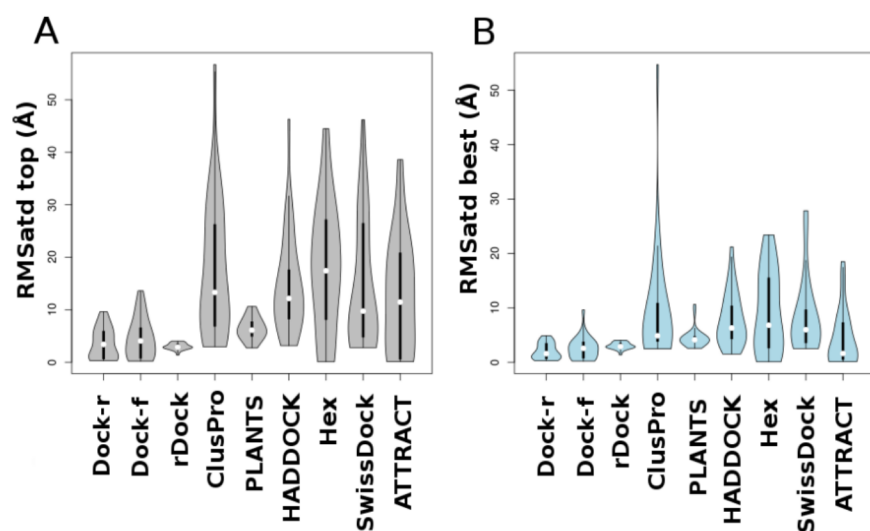 A
RMSatd top (Å)
50
40
30
20
10
0
Dock-r
Dock-f
rDock
ClusPro
PLANTS
HADDOCK
Hex
SwissDock
ATTRACT
B
RMSatd best (Å)
50
40
30
20
10
0
Dock-r
Dock-f
rDock
ClusPro
PLANTS
HADDOCK
Hex
SwissDock
ATTRACT